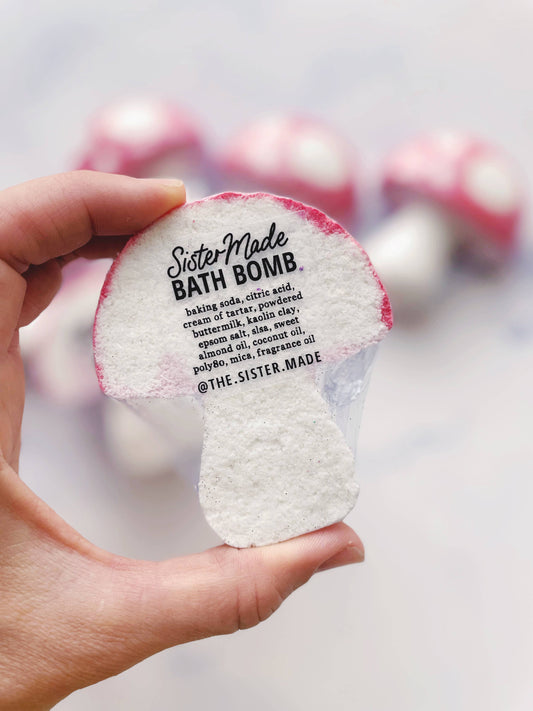 SisterMade
BATH BOMB
baking soda, citric acid,
cream of tartar, powdered
buttermilk, kaolin clay,
epsom salt, slsa, sweet
almond oil, coconut oil,
poly80, mica, fragrance oil
@THE.SISTER.MADE